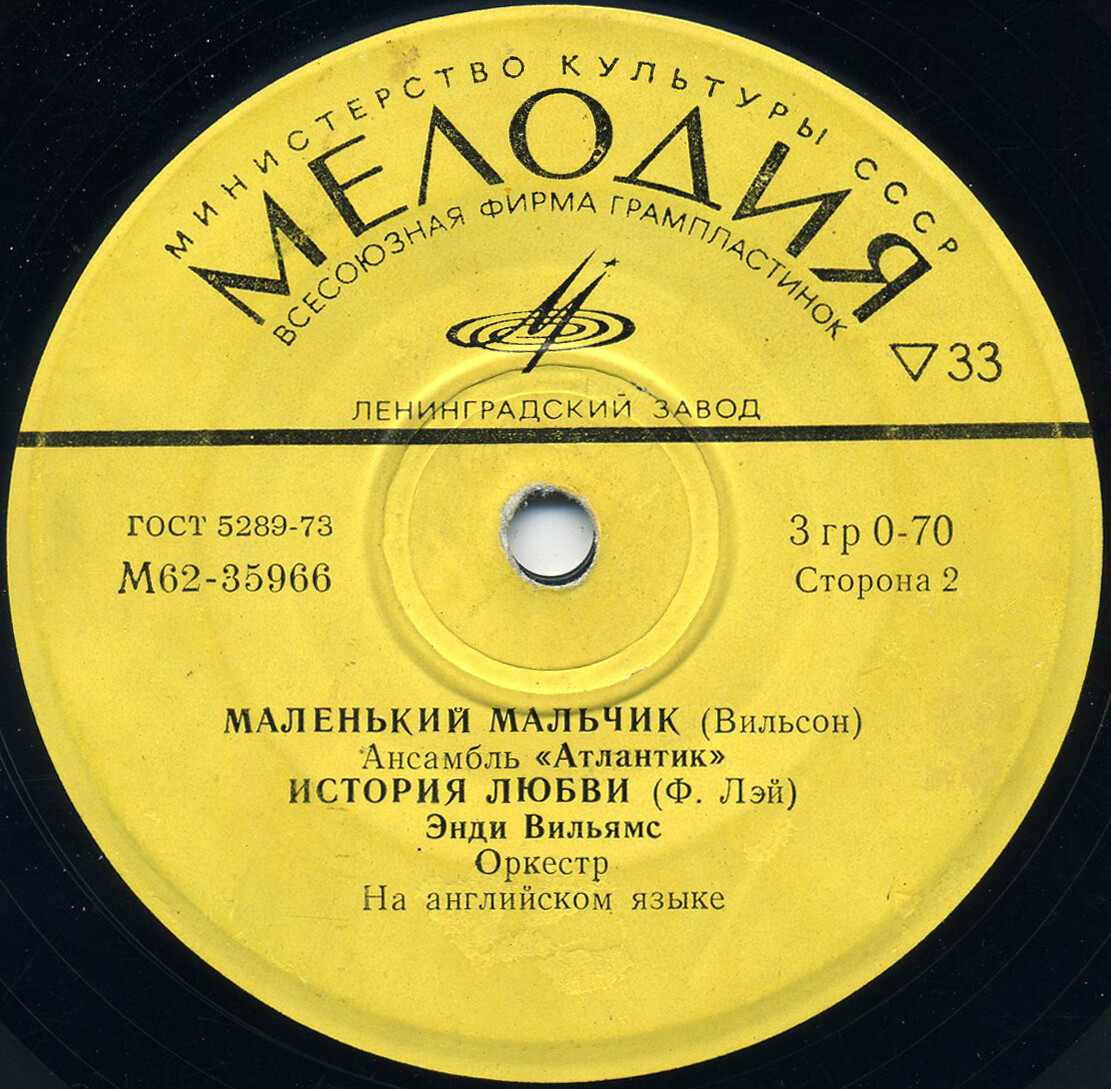 МИНИСТЕРСТВО КУЛЬТУРЫ СССР
МЕЛОДИЯ
ВСЕСОЮЗНАЯ ФИРМА ГРАМПЛАСТИНОК
М
▽33
ЛЕНИНГРАДСКИЙ ЗАВОД
ГОСТ 5289-73
М62-35966
3 гр 0-70
Сторона 2
МАЛЕНЬКИЙ МАЛЬЧИК (Вильсон)
Ансамбль «Атлантик»
ИСТОРИЯ ЛЮБВИ (Ф. Лэй)
Энди Вильямс
Оркестр
На английском языке